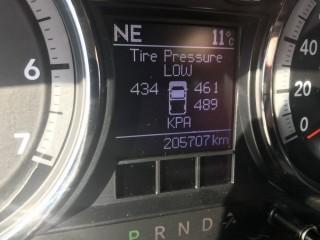 NE 11°C
Tire Pressure
LOW
434 461
489
KPA
205707 km
P R N D
6
7
40
20
0